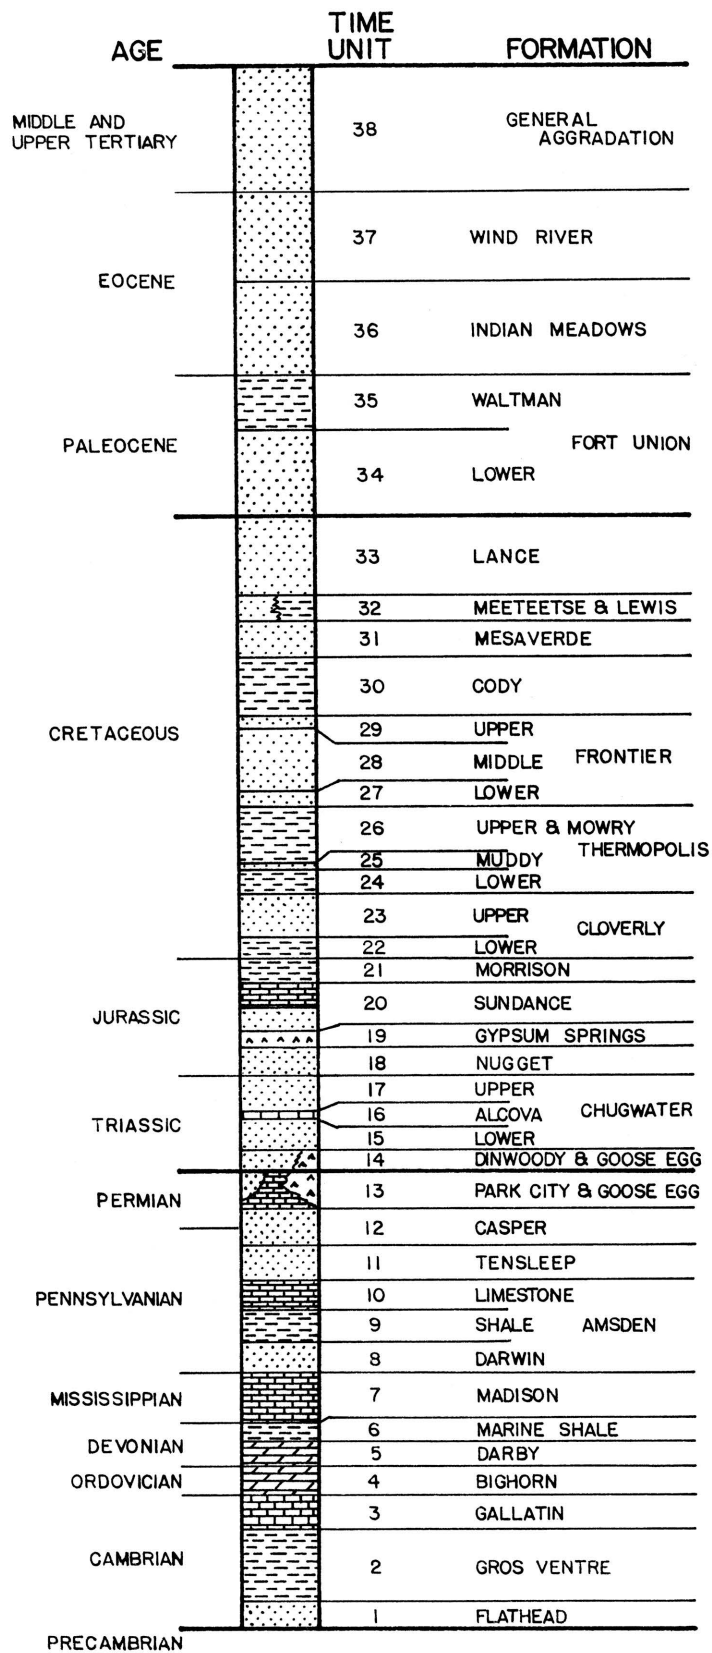 AGE TIME UNIT FORMATION
MIDDLE AND
UPPER TERTIARY
38 GENERAL
AGGRADATION
37 WIND RIVER
EOCENE
36 INDIAN MEADOWS
35 WALTMAN
PALEOCENE FORT UNION
34 LOWER
33 LANCE
32 MEETEETSE & LEWIS
31 MESAVERDE
30 CODY
29 UPPER
CRETACEOUS
28 MIDDLE FRONTIER
27 LOWER
26 UPPER & MOWRY
THERMOPOLIS
25 MUDDY
24 LOWER
23 UPPER
CLOVERLY
22 LOWER
21 MORRISON
20 SUNDANCE
JURASSIC
19 GYPSUM SPRINGS
18 NUGGET
17 UPPER
16 ALCOVA CHUGWATER
TRIASSIC
15 LOWER
14 DINWOODY & GOOSE EGG
13 PARK CITY & GOOSE EGG
PERMIAN
12 CASPER
11 TENSLEEP
10 LIMESTONE
PENNSYLVANIAN
9 SHALE AMSDEN
8 DARWIN
7 MADISON
MISSISSIPPIAN
6 MARINE SHALE
DEVONIAN
5 DARBY
ORDOVICIAN 4 BIGHORN
3 GALLATIN
CAMBRIAN
2 GROS VENTRE
1 FLATHEAD
PRECAMBRIAN